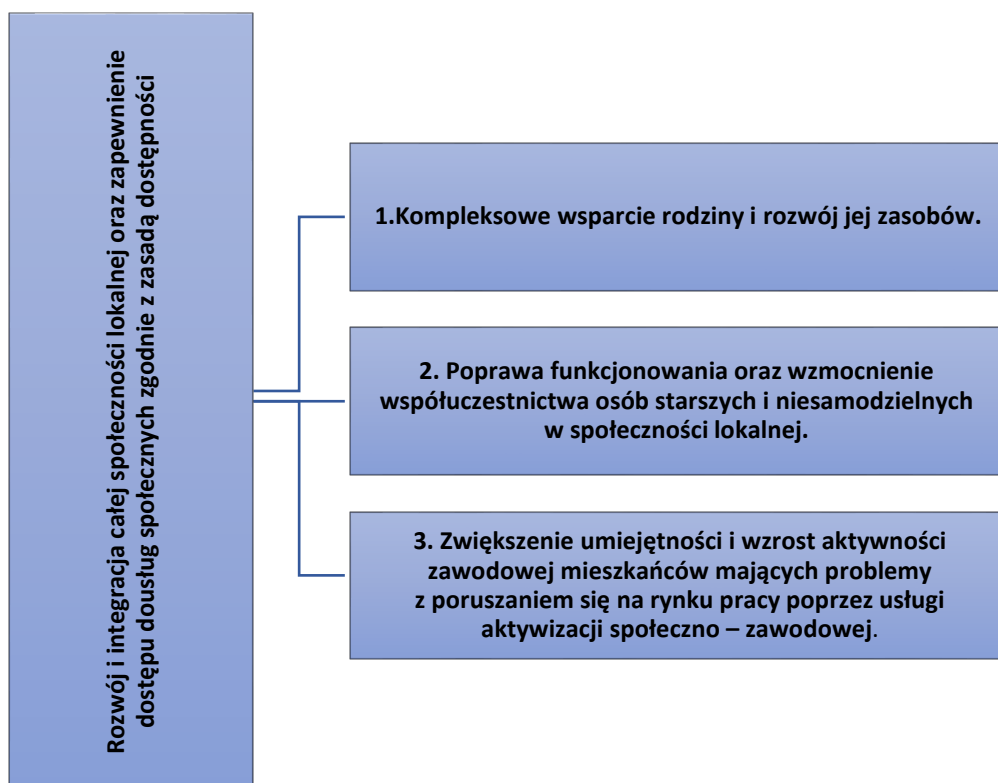 Rozwój i integracja całej społeczności lokalnej oraz zapewnienie
dostępu dousług społecznych zgodnie z zasadą dostępności
1.Kompleksowe wsparcie rodziny i rozwój jej zasobów.
2. Poprawa funkcjonowania oraz wzmocnienie
współuczestnictwa osób starszych i niesamodzielnych
w społeczności lokalnej.
3. Zwiększenie umiejętności i wzrost aktywności
zawodowej mieszkańców mających problemy
z poruszaniem się na rynku pracy poprzez usługi
aktywizacji społeczno – zawodowej.